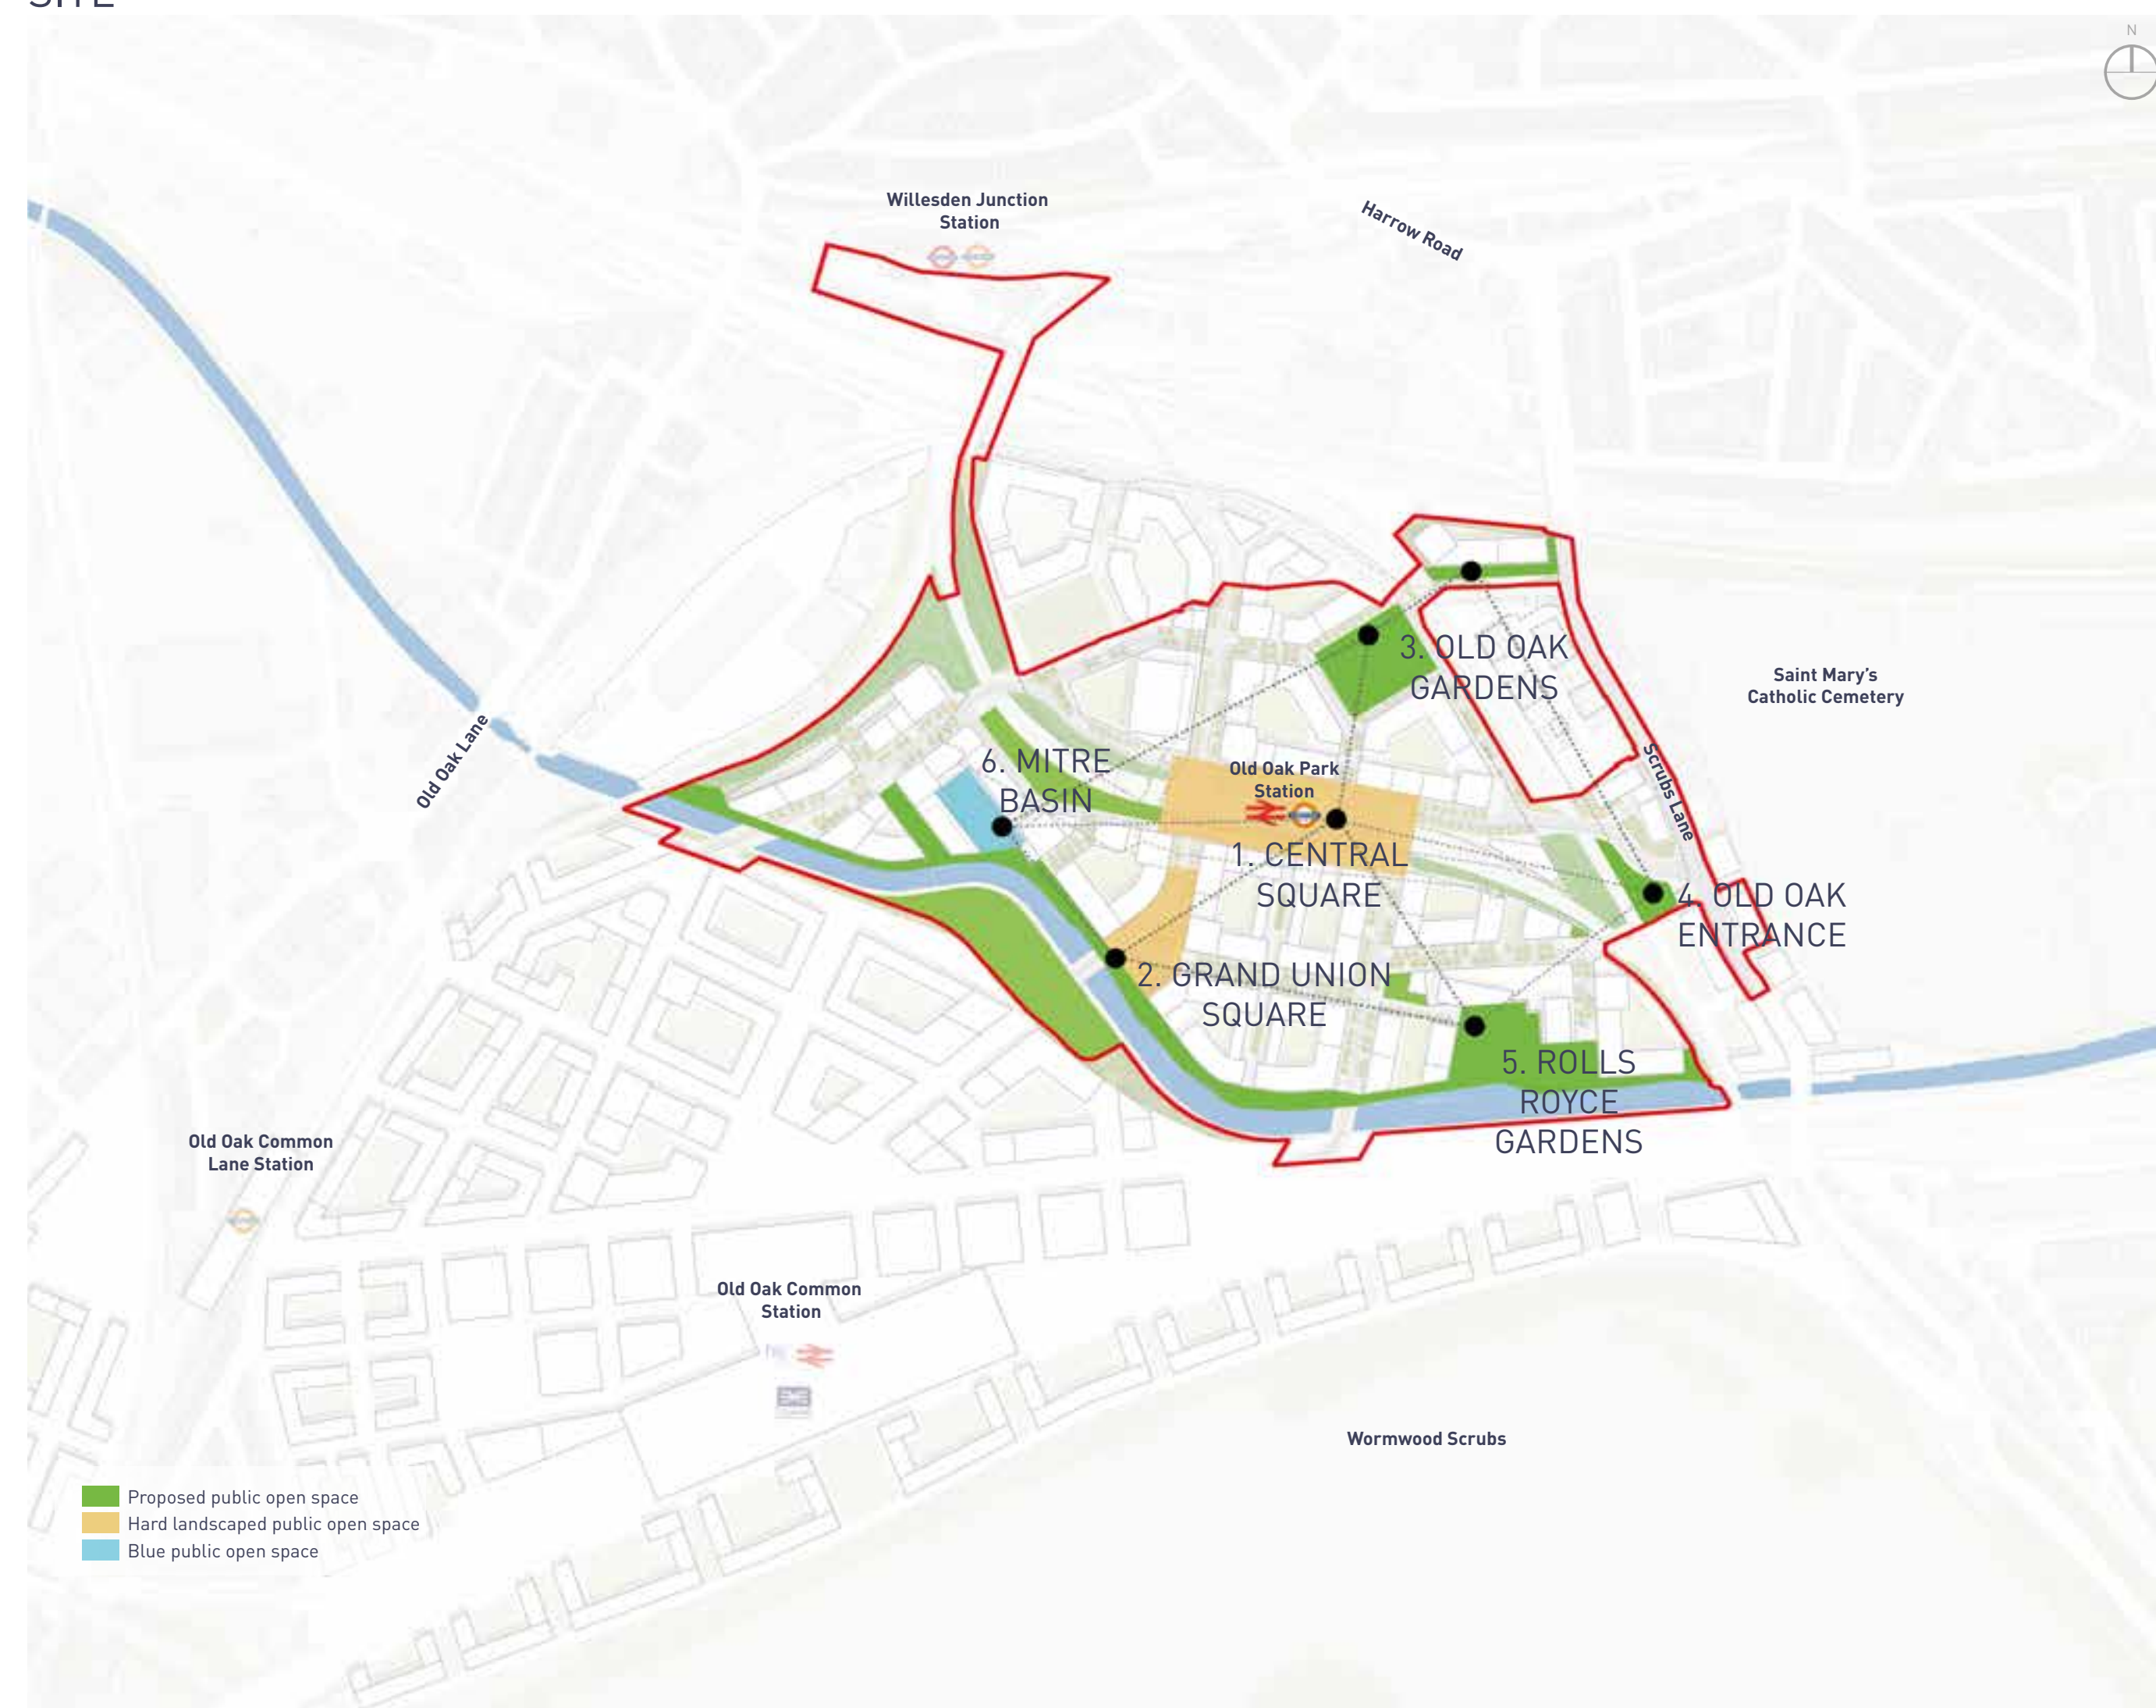 SITE
N
Willesden Junction
Station
Harrow Road
3. OLD OAK
GARDENS
Saint Mary's
Catholic Cemetery
Old Oak Lane
Scrubs Lane
6. MITRE
BASIN
Old Oak Park
Station
1. CENTRAL
SQUARE
4. OLD OAK
ENTRANCE
2. GRAND UNION
SQUARE
5. ROLLS
ROYCE
GARDENS
Old Oak Common
Lane Station
Old Oak Common
Station
Wormwood Scrubs
Proposed public open space
Hard landscaped public open space
Blue public open space